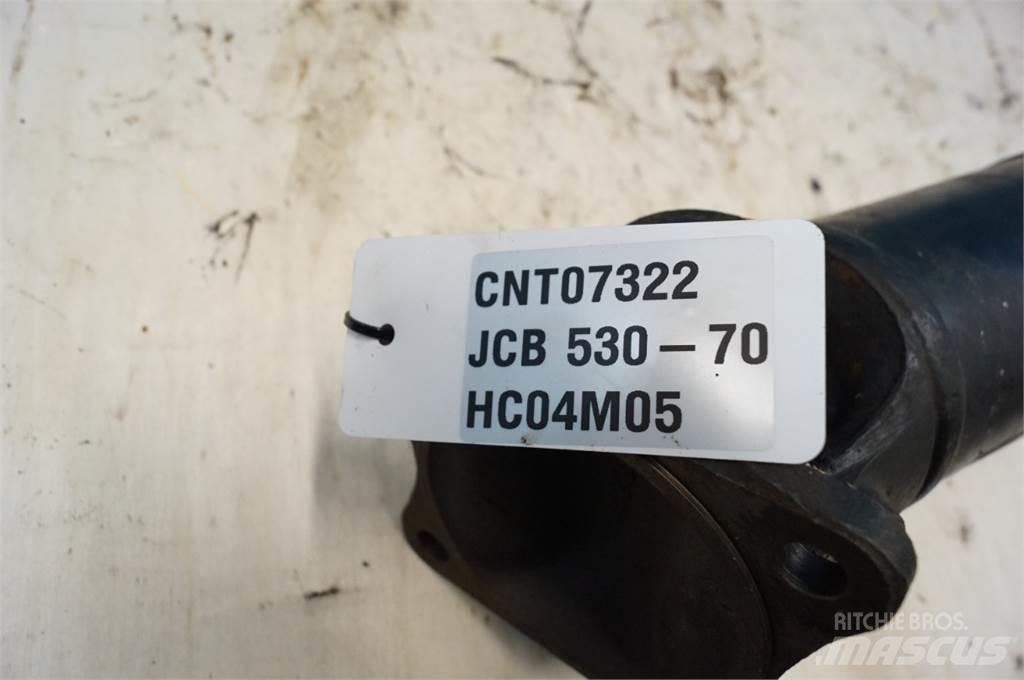 CNT07322
JCB 530-70
HC04M05
RITCHIE BROS.
MASCUS